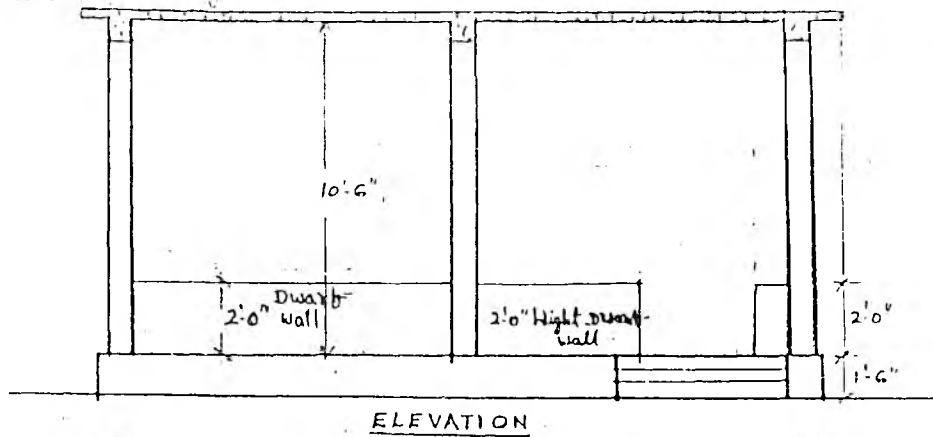 10'-6"
2'-0" Dwarf
wall
2'-0" Hight Dwarf
wall
2'-0"
1'-6"
ELEVATION